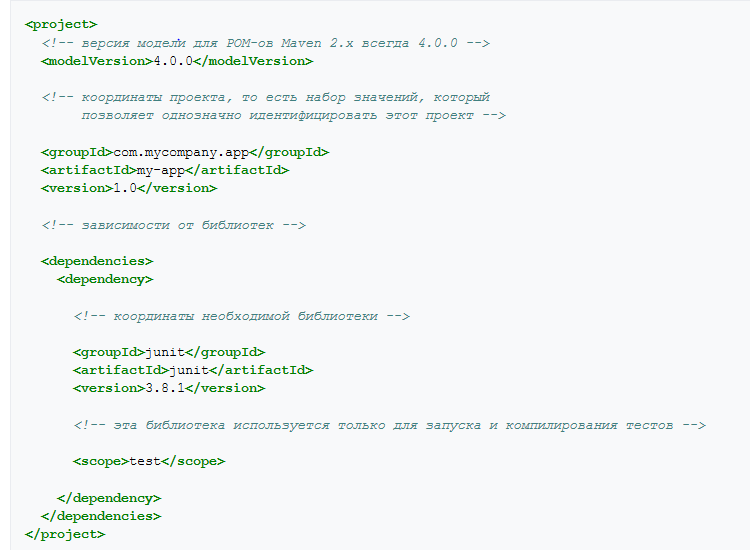 <project>
<!-- версия модели для POM-ов Maven 2.x всегда 4.0.0 -->
<modelVersion>4.0.0</modelVersion>
<!-- координаты проекта, то есть набор значений, который
позволяет однозначно идентифицировать этот проект -->
<groupId>com.mycompany.app</groupId>
<artifactId>my-app</artifactId>
<version>1.0</version>
<!-- зависимости от библиотек -->
<dependencies>
<dependency>
<!-- координаты необходимой библиотеки -->
<groupId>junit</groupId>
<artifactId>junit</artifactId>
<version>3.8.1</version>
<!-- эта библиотека используется только для запуска и компилирования тестов -->
<scope>test</scope>
</dependency>
</dependencies>
</project>